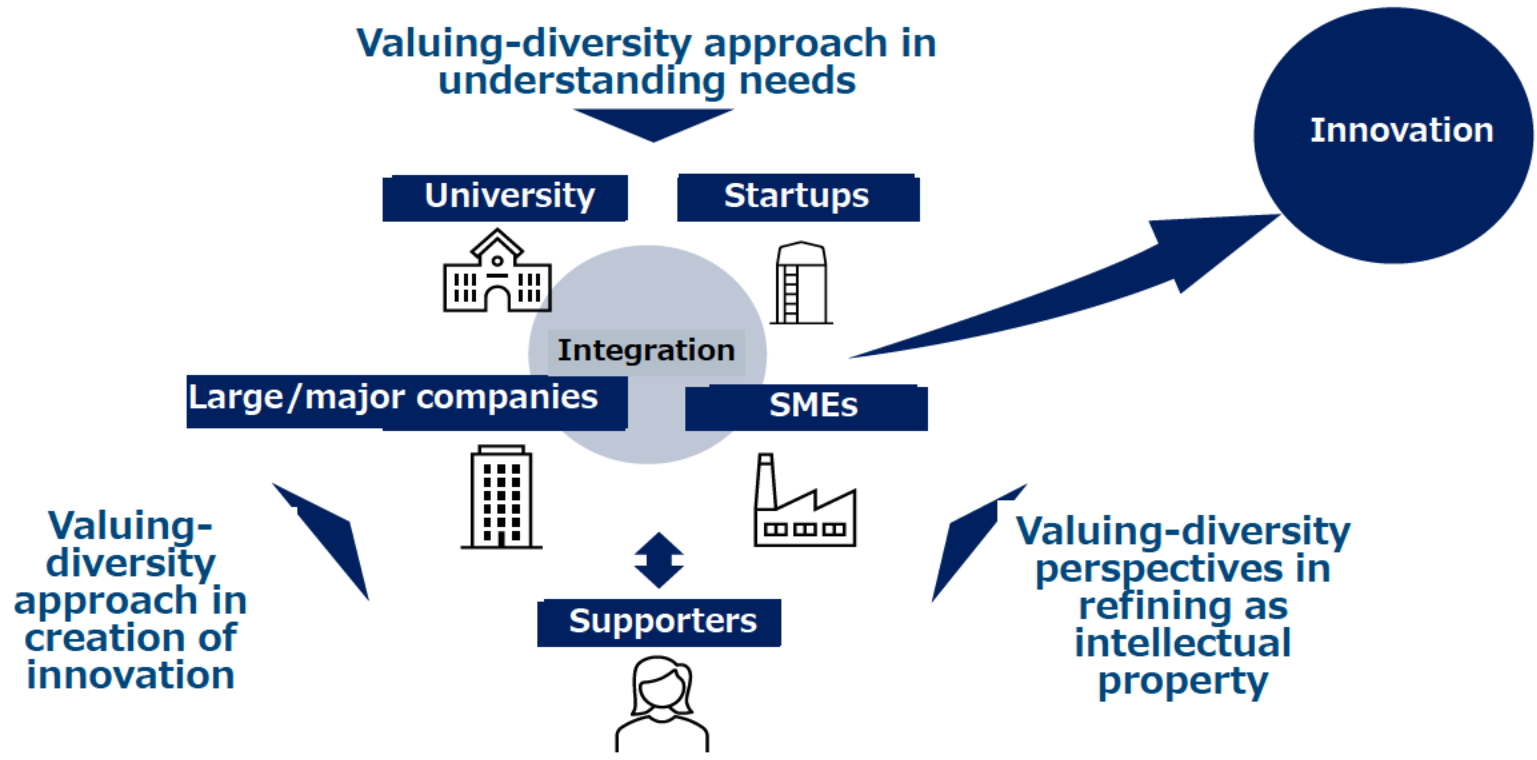 Valuing-diversity approach in
understanding needs
Innovation
University
Startups
Integration
Large/major companies
SMEs
Valuing-
diversity
approach in
creation of
innovation
Valuing-diversity
perspectives in
refining as
intellectual
property
Supporters